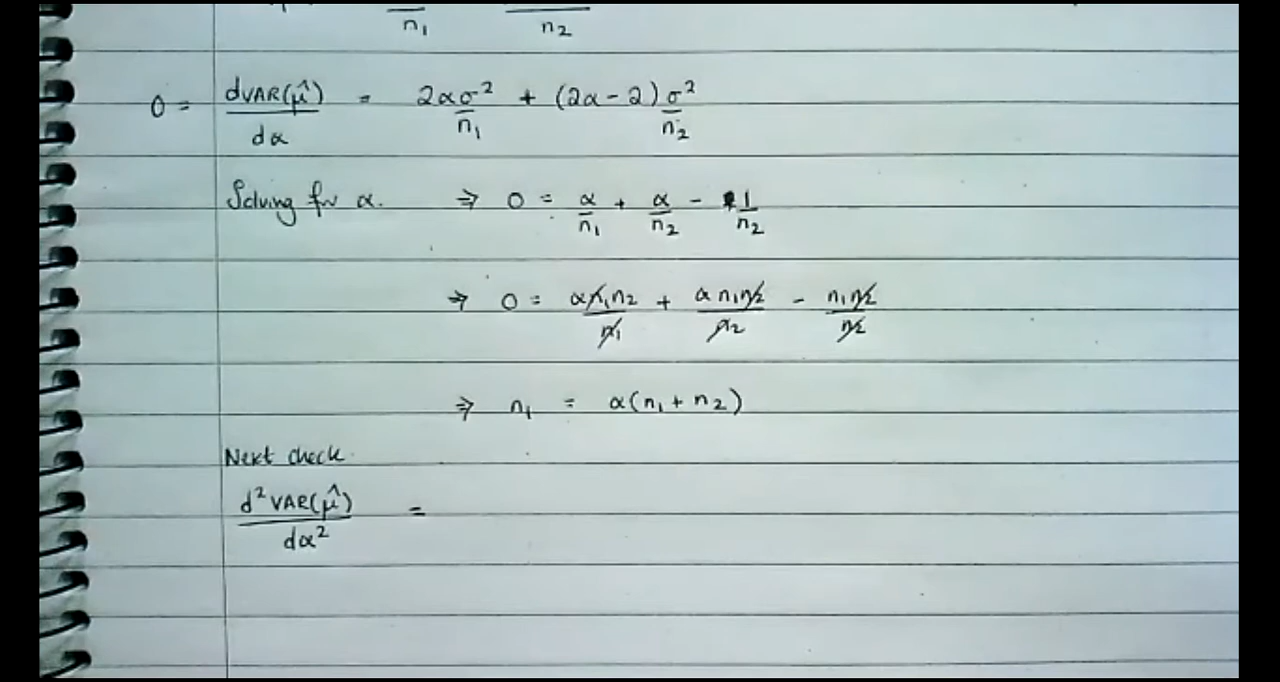 n₁ n₂
0 = dVAR(μ̂)/dα = 2ασ²/n₁ + (2α - 2)σ²/n₂
Solving for α. ⇒ 0 = α/n₁ + α/n₂ - 1/n₂
⇒ 0 = αn₁n₂/n₁ + αn₁n₂/n₂ - n₁n₂/n₂
⇒ n₁ = α(n₁ + n₂)
Next check.
d²VAR(μ̂)/dα² =